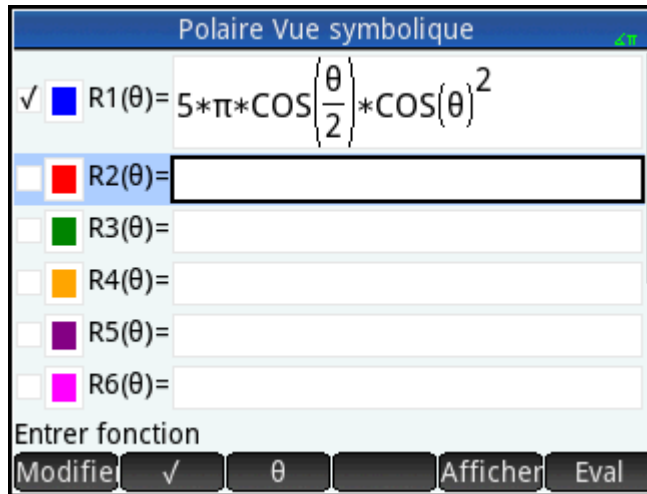 Polaire Vue symbolique
∡π
√ R1(θ)= 5*π*COS(θ/2)*COS(θ)^2
R2(θ)=
R3(θ)=
R4(θ)=
R5(θ)=
R6(θ)=
Entrer fonction
Modifie √ θ Afficher Eval